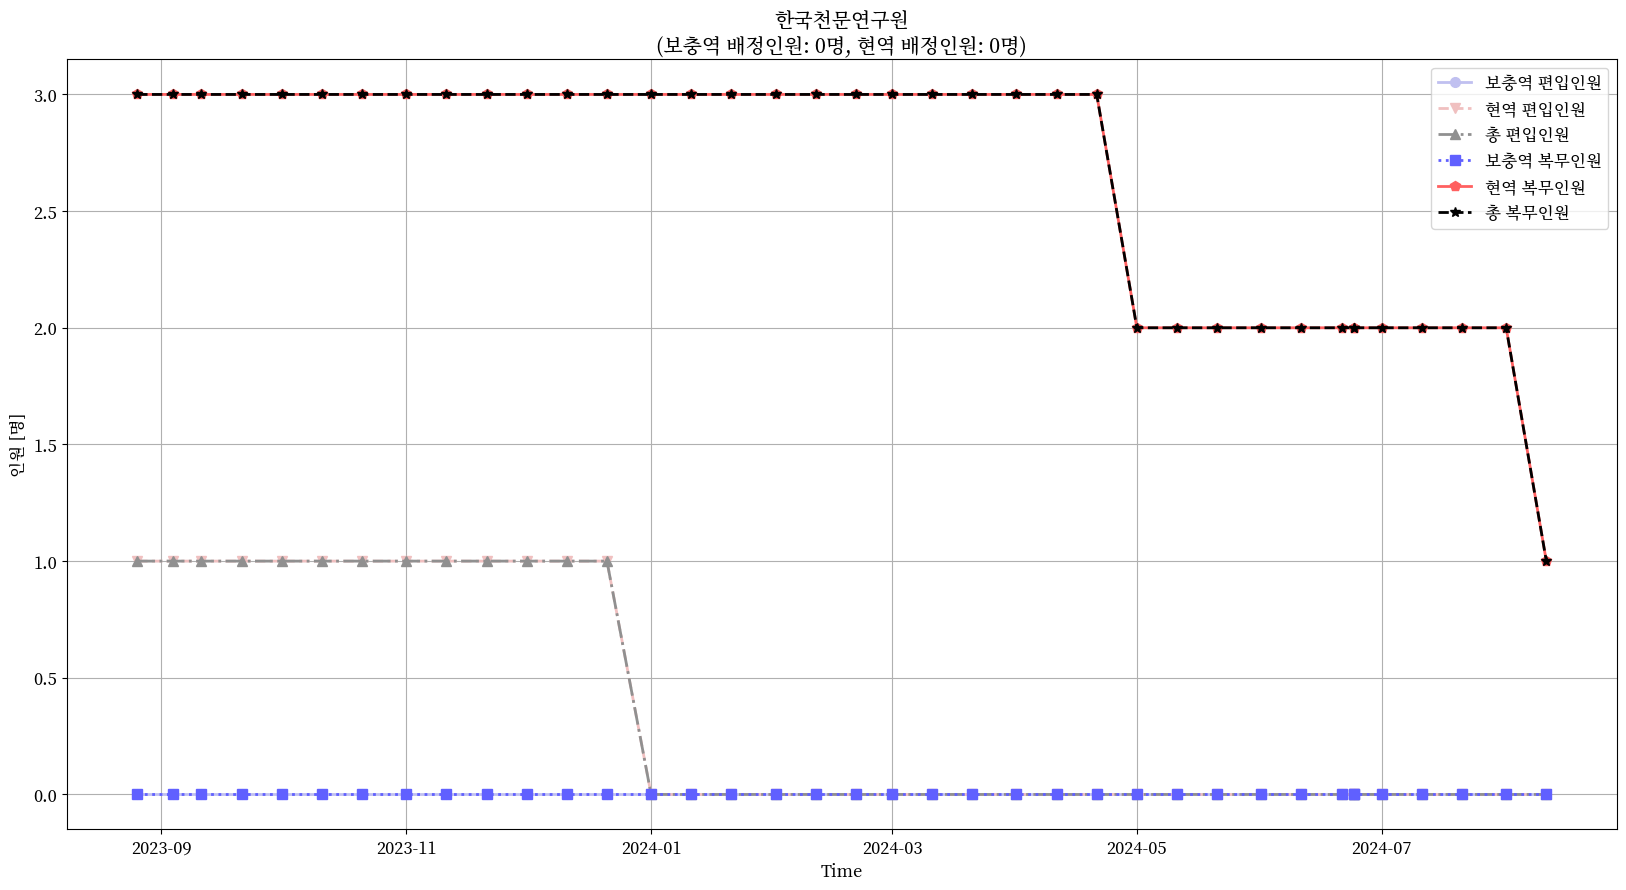 한국천문연구원
(보충역 배정인원: 0명, 현역 배정인원: 0명)
보충역 편입인원
현역 편입인원
총 편입인원
보충역 복무인원
현역 복무인원
총 복무인원
인원 [명]
3.0
2.5
2.0
1.5
1.0
0.5
0.0
2023-09
2023-11
2024-01
2024-03
2024-05
2024-07
Time